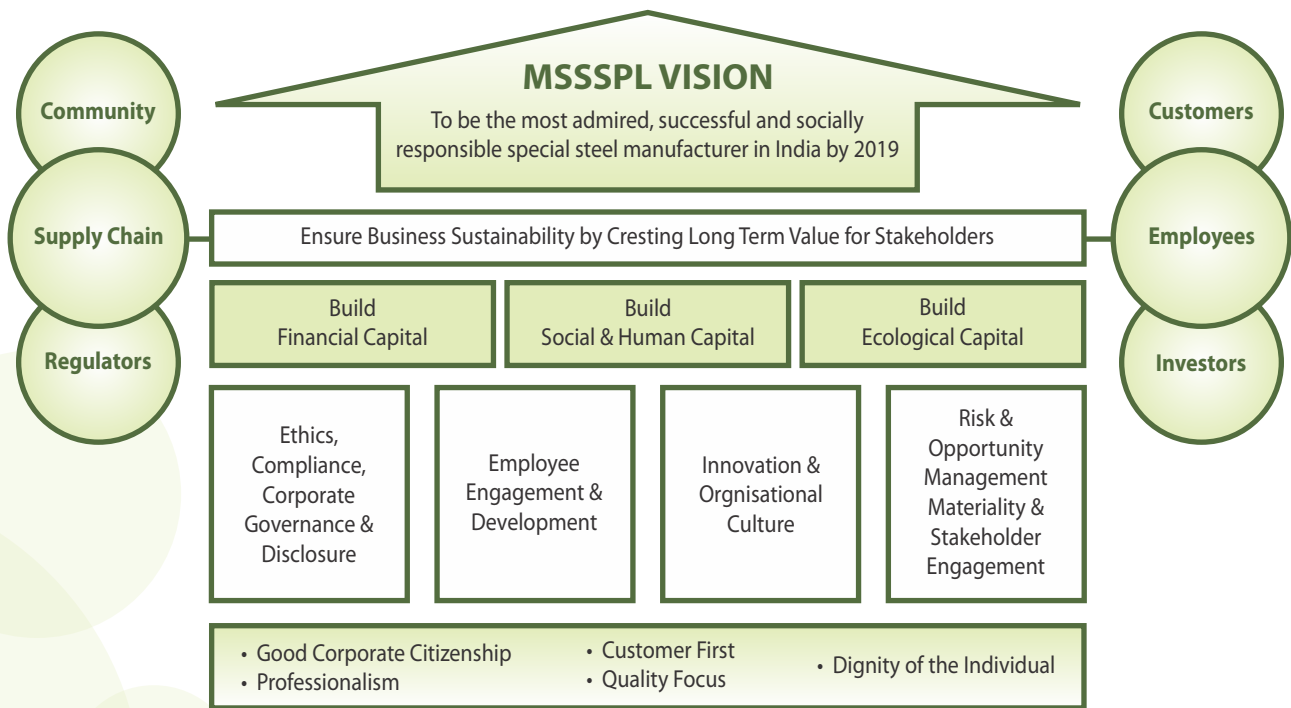 MSSSPL VISION
To be the most admired, successful and socially
responsible special steel manufacturer in India by 2019
Community
Supply Chain
Regulators
Customers
Employees
Investors
Ensure Business Sustainability by Cresting Long Term Value for Stakeholders
Build
Financial Capital
Build
Social & Human Capital
Build
Ecological Capital
Ethics,
Compliance,
Corporate
Governance &
Disclosure
Employee
Engagement &
Development
Innovation &
Orgnisational
Culture
Risk &
Opportunity
Management
Materiality &
Stakeholder
Engagement
• Good Corporate Citizenship
• Professionalism
• Customer First
• Quality Focus
• Dignity of the Individual